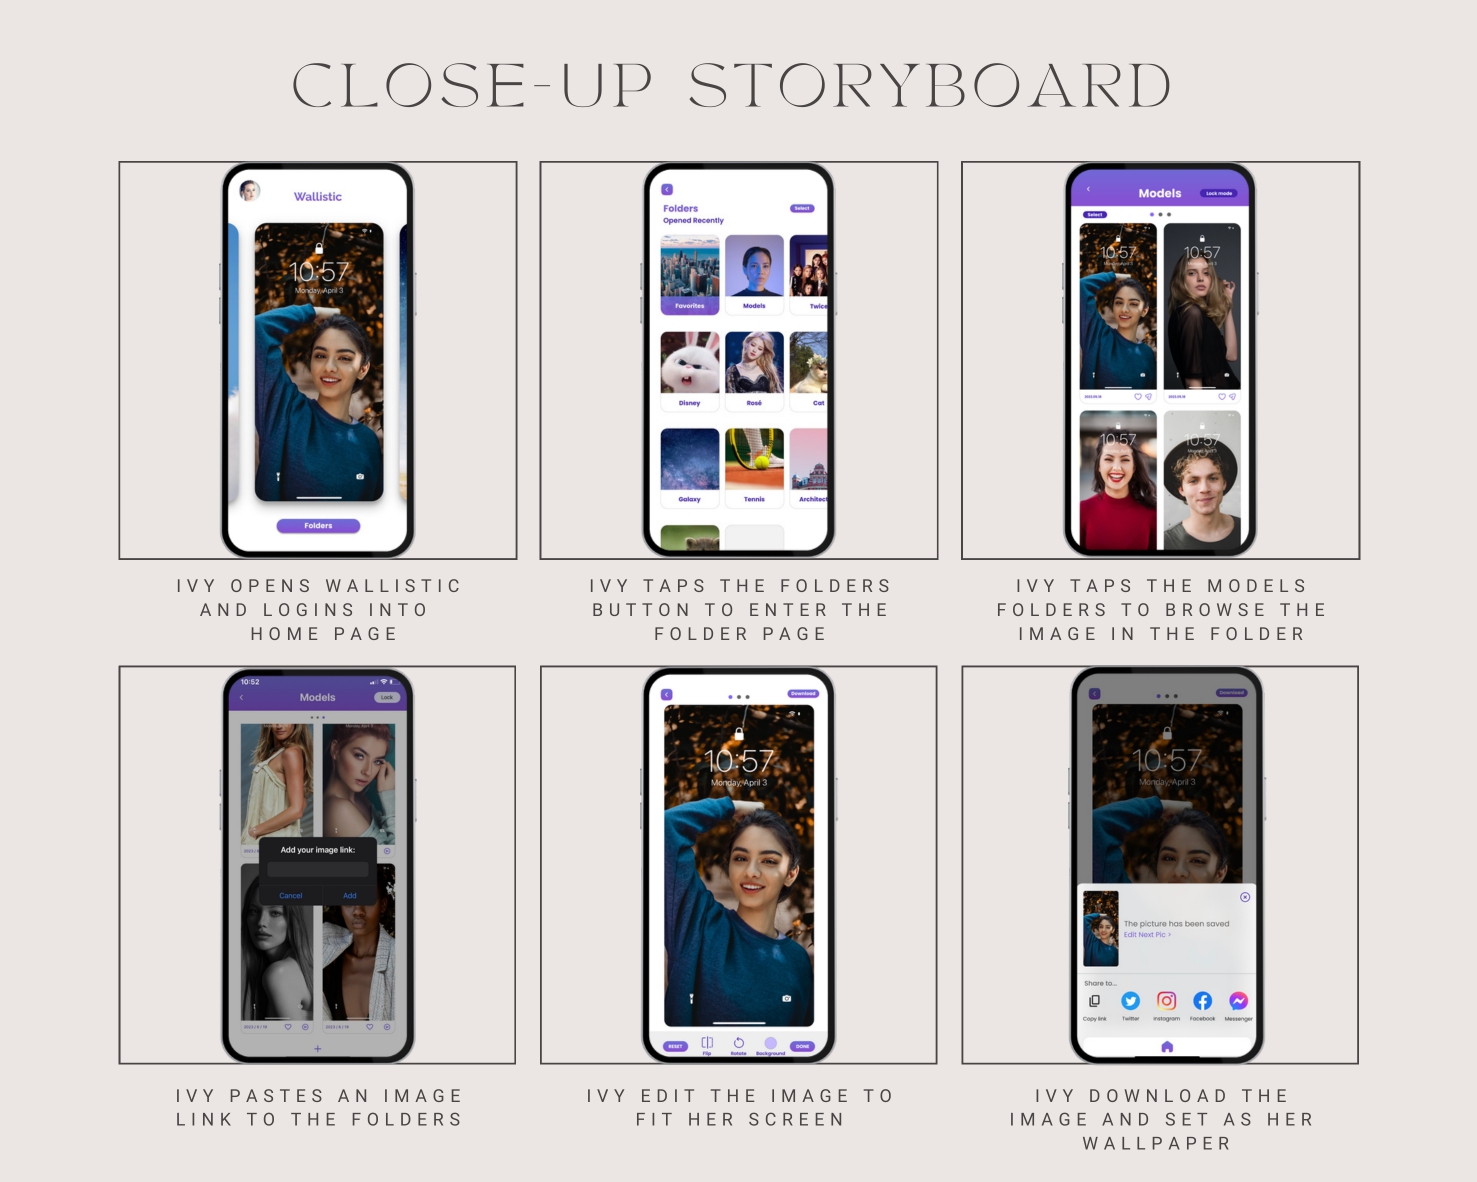 CLOSE-UP STORYBOARD
Wallistic
10:57
Monday, April 3
Folders
Folders
Select
Opened Recently
Favorites
Models
Twice
Disney
Rosé
Cat
Galaxy
Tennis
Architect
Models
Lock mode
Select
10:57
10:57
10:57
10:57
IVY OPENS WALLISTIC
AND LOGINS INTO
HOME PAGE
IVY TAPS THE FOLDERS
BUTTON TO ENTER THE
FOLDER PAGE
IVY TAPS THE MODELS
FOLDERS TO BROWSE THE
IMAGE IN THE FOLDER
10:52
Models
Lock
Add your image link:
Cancel
Add
Download
10:57
Monday, April 3
RESET
Flip
Rotate
Background
DONE
Download
10:57
Monday, April 3
The picture has been saved
Edit Next Pic >
Share to...
Copy link
Twitter
Instagram
Facebook
Messenger
IVY PASTES AN IMAGE
LINK TO THE FOLDERS
IVY EDIT THE IMAGE TO
FIT HER SCREEN
IVY DOWNLOAD THE
IMAGE AND SET AS HER
WALLPAPER